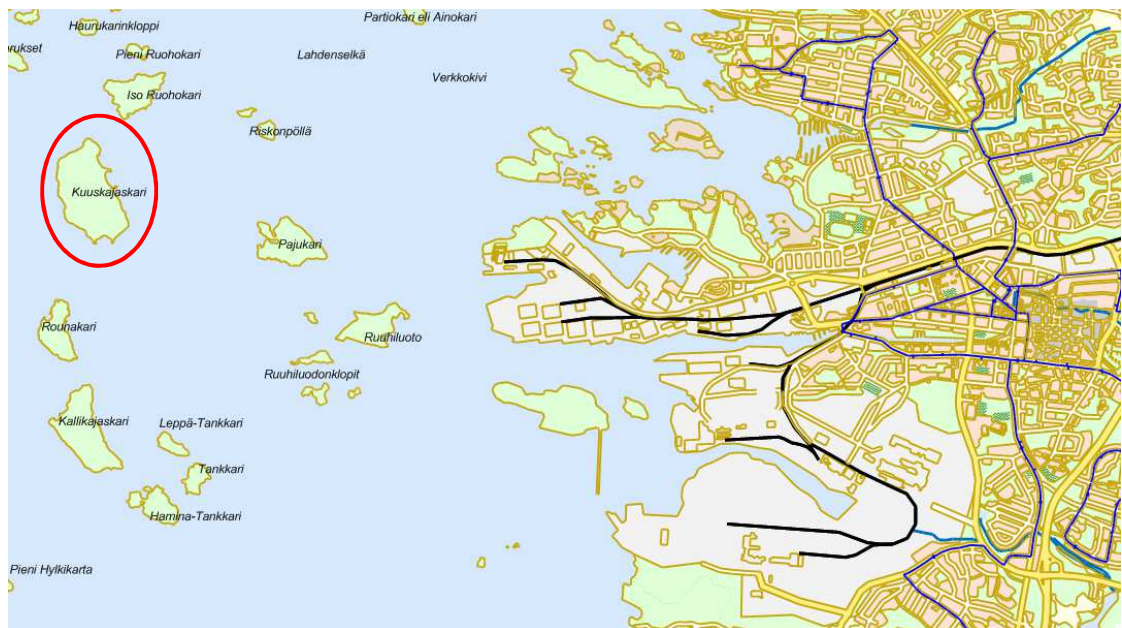 Haurukarinkloppi
Partiokari eli Ainokari
rukset
Pieni Ruohokari
Lahdenselkä
Verkkokivi
Iso Ruohokari
Riskonpöllä
Kuuskajaskari
Pajukari
Rounakari
Ruuhiluoto
Ruuhiluodonklopit
Kallikajaskari
Leppä-Tankkari
Tankkari
Hamina-Tankkari
Pieni Hylkikarta